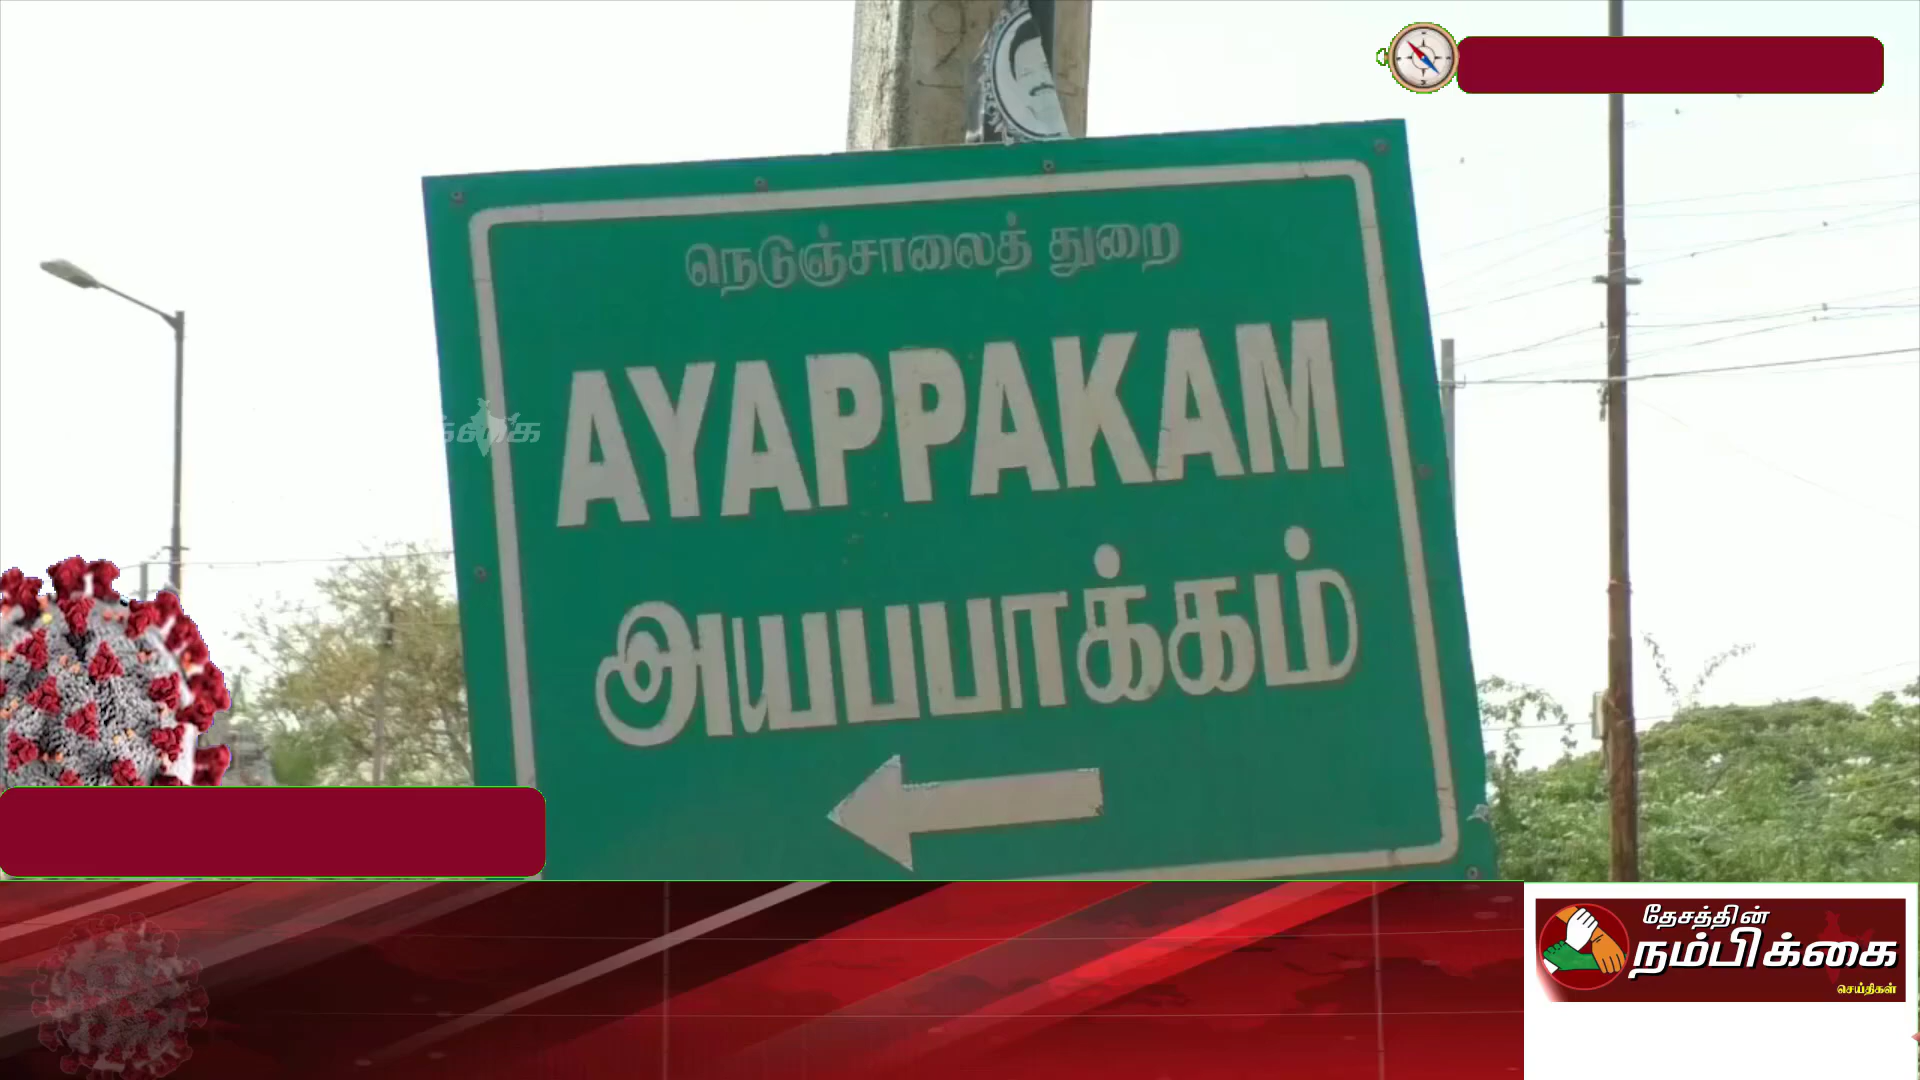 நெடுஞ்சாலைத் துறை
AYAPPAKAM
அயபபாக்கம்
தேசத்தின்
நம்பிக்கை
செய்திகள்